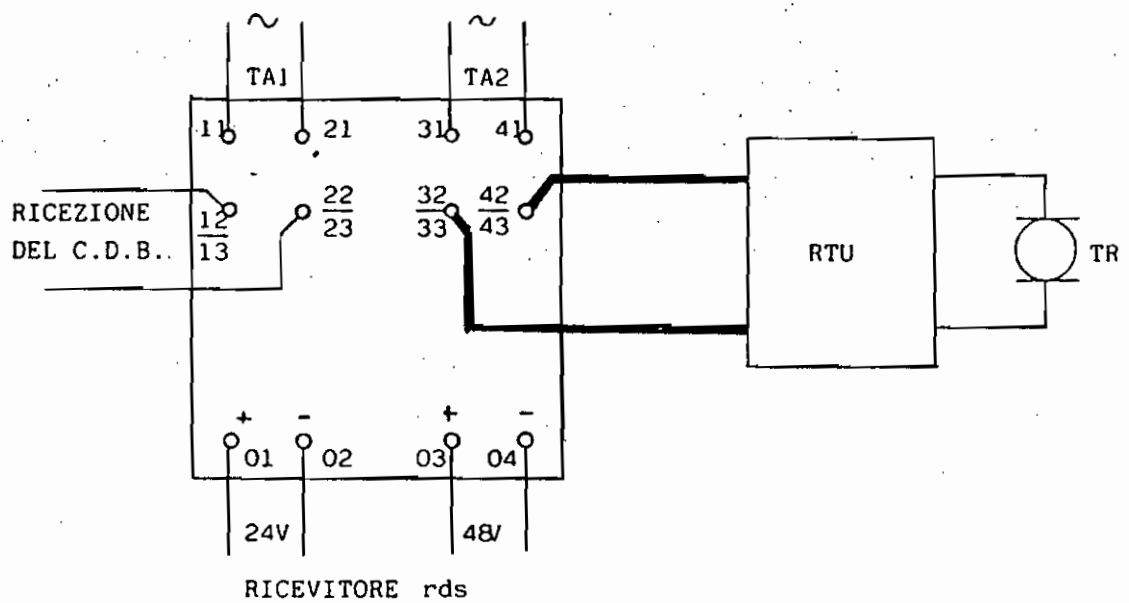 ∼ ∼
TA1 TA2
11 21 31 41
12/13 22/23 32/33 42/43
RICEZIONE
DEL C.D.B..
RTU
TR
+ - + -
01 02 03 04
24V 48V
RICEVITORE rds